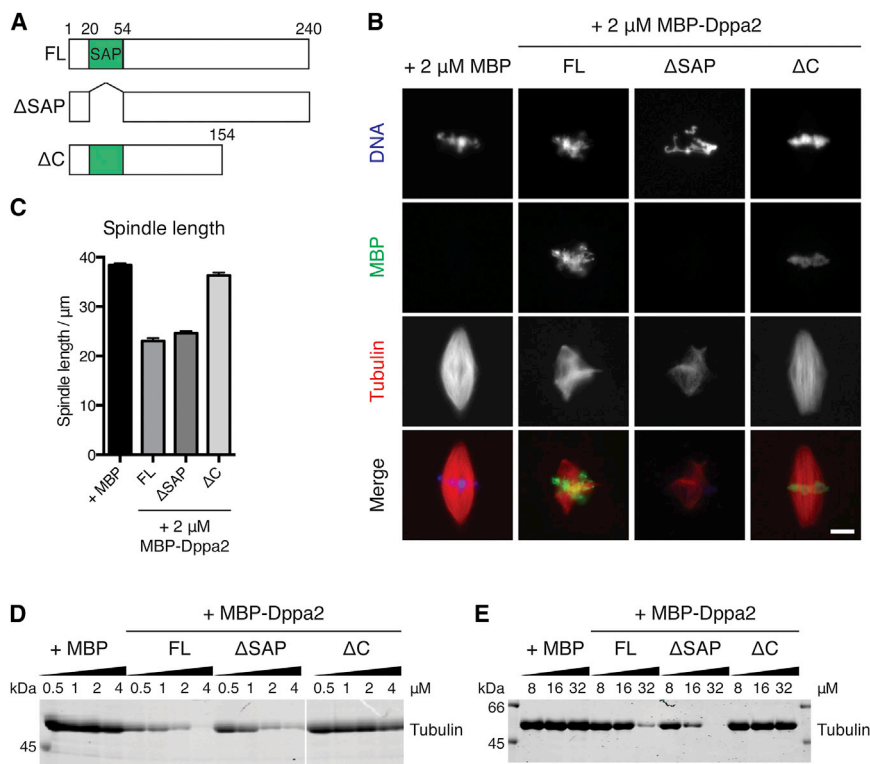 A
1 20 54 240
FL SAP
ΔSAP
154
ΔC
B
+ 2 μM MBP-Dppa2
+ 2 μM MBP FL ΔSAP ΔC
DNA
MBP
Tubulin
Merge
C
Spindle length
Spindle length / μm
40
30
20
10
0
+ MBP FL ΔSAP ΔC
+ 2 μM
MBP-Dppa2
D
+ MBP-Dppa2
+ MBP FL ΔSAP ΔC
kDa 0.5 1 2 4 0.5 1 2 4 0.5 1 2 4 0.5 1 2 4 μM
Tubulin
45
E
+ MBP-Dppa2
+ MBP FL ΔSAP ΔC
kDa 8 16 32 8 16 32 8 16 32 8 16 32 μM
66
Tubulin
45